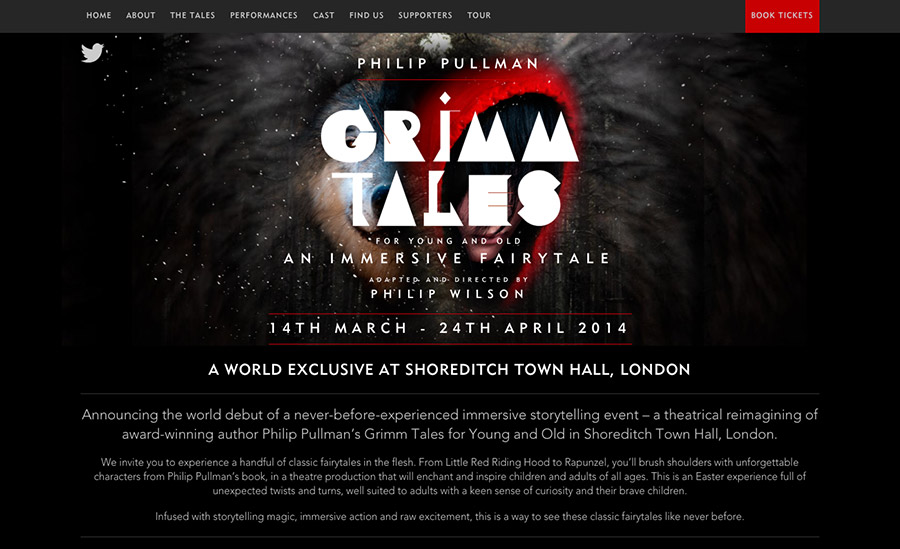 HOME ABOUT THE TALES PERFORMANCES CAST FIND US SUPPORTERS TOUR BOOK TICKETS
PHILIP PULLMAN
GRIMM
TALES
FOR YOUNG AND OLD
AN IMMERSIVE FAIRYTALE
ADAPTED AND DIRECTED BY
PHILIP WILSON
14TH MARCH - 24TH APRIL 2014
A WORLD EXCLUSIVE AT SHOREDITCH TOWN HALL, LONDON
Announcing the world debut of a never-before-experienced immersive storytelling event – a theatrical reimagining of
award-winning author Philip Pullman's Grimm Tales for Young and Old in Shoreditch Town Hall, London.
We invite you to experience a handful of classic fairytales in the flesh. From Little Red Riding Hood to Rapunzel, you'll brush shoulders with unforgettable
characters from Philip Pullman's book, in a theatre production that will enchant and inspire children and adults of all ages. This is an Easter experience full of
unexpected twists and turns, well suited to adults with a keen sense of curiosity and their brave children.
Infused with storytelling magic, immersive action and raw excitement, this is a way to see these classic fairytales like never before.